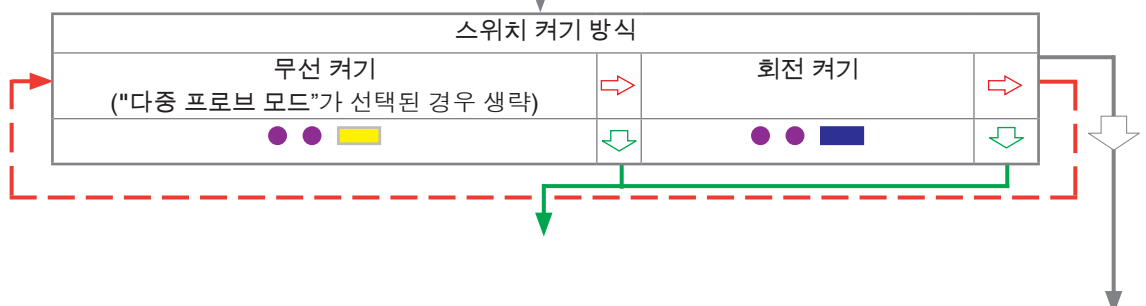 스위치 켜기 방식
무선 켜기
("다중 프로브 모드"가 선택된 경우 생략)
회전 켜기